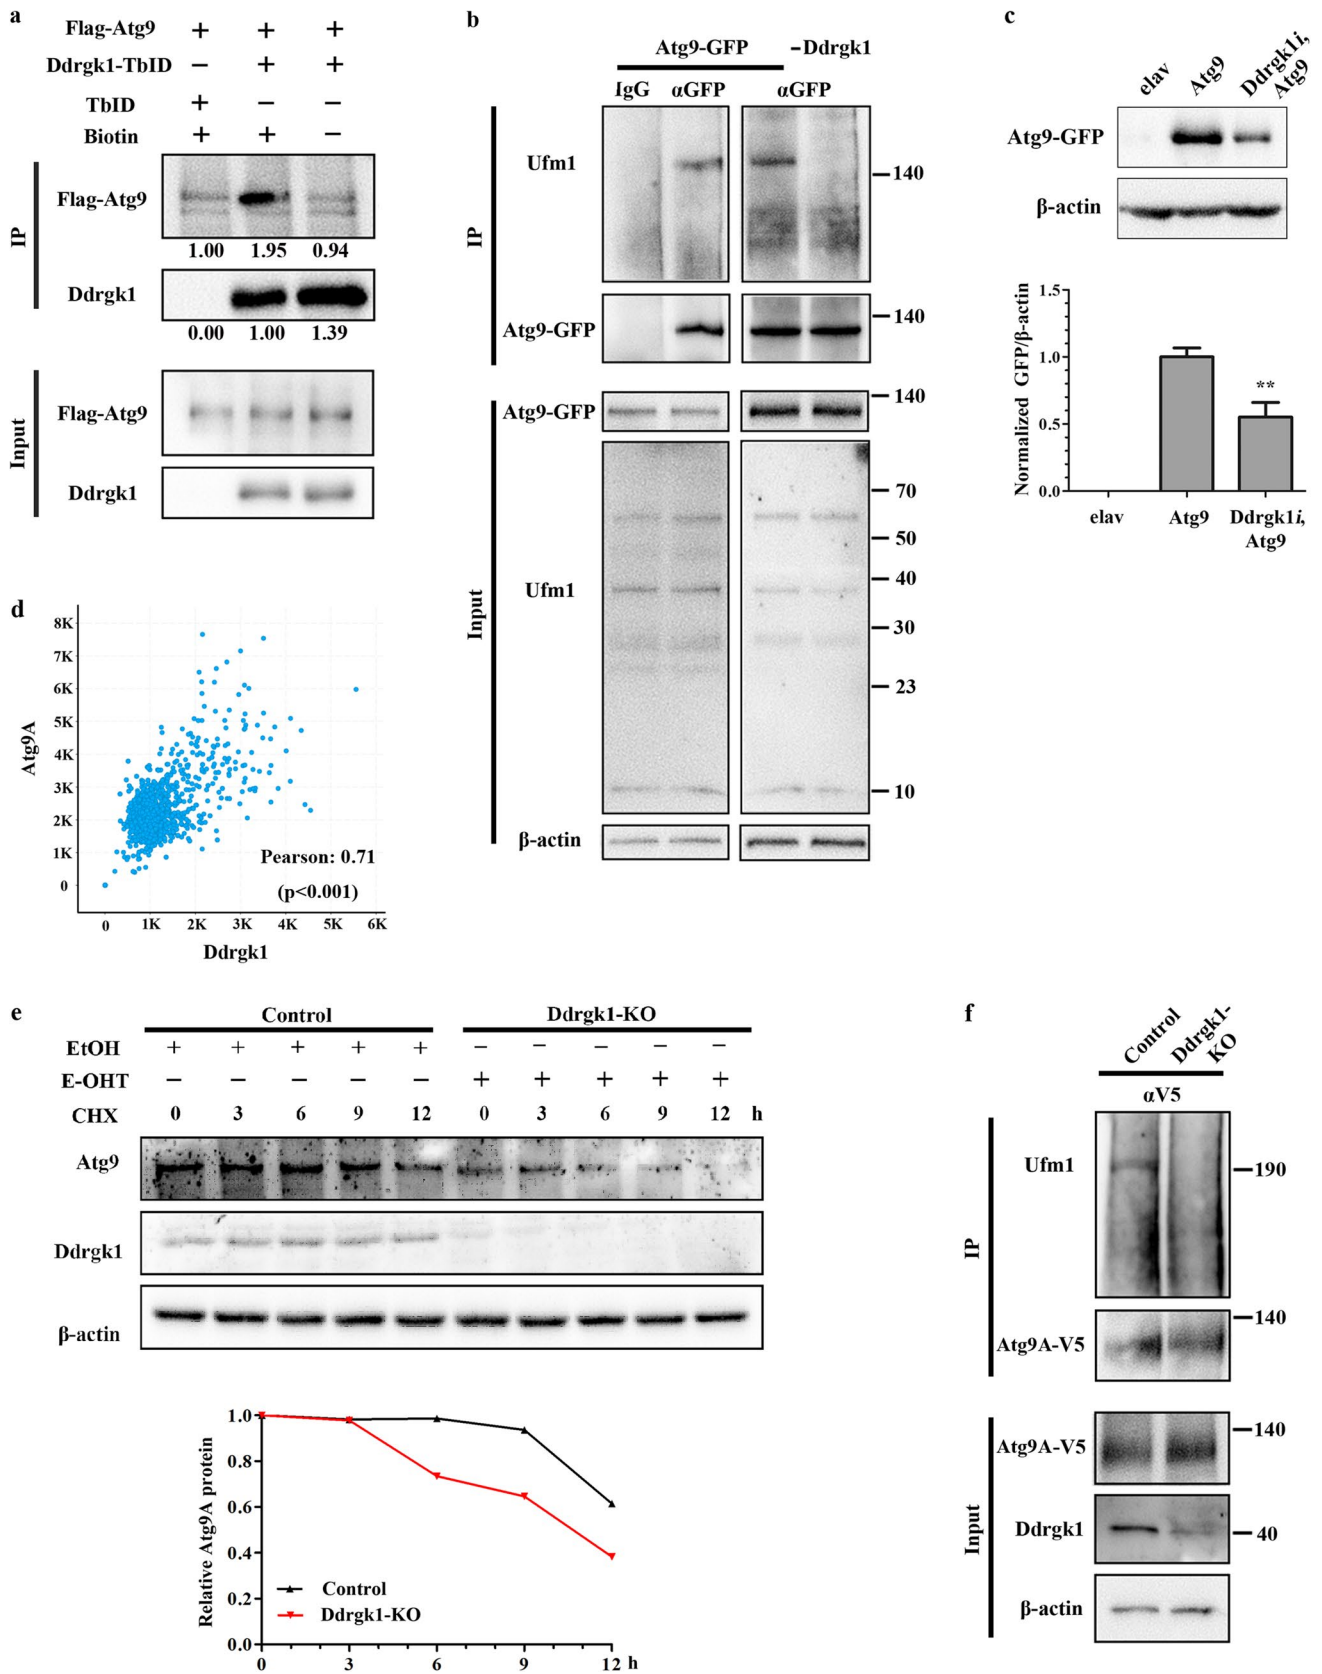 a
Flag-Atg9 + + +
Ddrgk1-TbID − + +
TbID + − −
Biotin + + −
IP
Flag-Atg9
1.00 1.95 0.94
Ddrgk1
0.00 1.00 1.39
Input
Flag-Atg9
Ddrgk1
b
Atg9-GFP −Ddrgk1
IgG αGFP αGFP
IP
Ufm1
140
Atg9-GFP
140
Input
Atg9-GFP
140
Ufm1
70
50
40
30
23
10
β-actin
c
elav Atg9 Ddrgk1i, Atg9
Atg9-GFP
β-actin
Normalized GFP/β-actin
1.5
1.0
0.5
0.0
**
elav Atg9 Ddrgk1i,
Atg9
d
Atg9A
8K
7K
6K
5K
4K
3K
2K
1K
0
Pearson: 0.71
(p<0.001)
0 1K 2K 3K 4K 5K 6K
Ddrgk1
e
Control Ddrgk1-KO
EtOH + + + + + − − − − −
E-OHT − − − − − + + + + +
CHX 0 3 6 9 12 0 3 6 9 12 h
Atg9
Ddrgk1
β-actin
Relative Atg9A protein
1.0
0.8
0.6
0.4
0.2
0.0
Control
Ddrgk1-KO
0 3 6 9 12 h
f
Control Ddrgk1-KO
αV5
IP
Ufm1
190
Atg9A-V5
140
Input
Atg9A-V5
140
Ddrgk1
40
β-actin